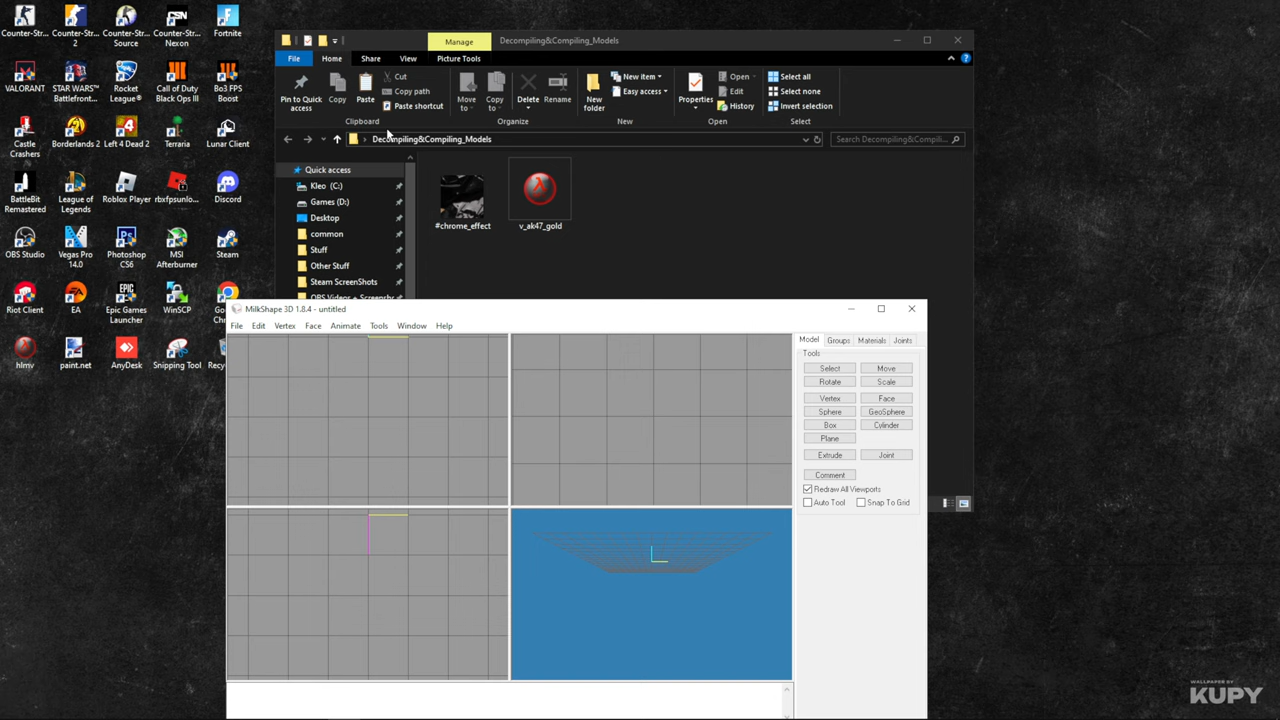 Counter-Str...
Counter-Str... 2
Counter-Str... Source
CSN
Counter-Str... Nexon
Fortnite
VALORANT
STAR WARS™ Battlefront...
Rocket League®
Call of Duty Black Ops III
Bo3 FPS Boost
Castle Crashers
Borderlands 2
Left 4 Dead 2
Terraria
Lunar Client
BattleBit Remastered
League of Legends
Roblox Player
rbxfpsunlo...
Discord
OBS Studio
Vegas Pro 14.0
Ps
Photoshop CS6
MSI Afterburner
Steam
Riot Client
EA
EA
EPIC GAMES
Epic Games Launcher
WinSCP
hlmv
paint.net
AnyDesk
Snipping Tool
Manage
Decompiling&Compiling_Models
File
Home
Share
View
Picture Tools
Pin to Quick access
Copy
Paste
Cut
Copy path
Paste shortcut
Clipboard
Move to
Copy to
Delete
Rename
Organize
New folder
New item
Easy access
New
Properties
Open
Edit
History
Open
Select all
Select none
Invert selection
Select
Decompiling&Compiling_Models
Search Decompiling&Compili...
Quick access
Kleo (C:)
Games (D:)
Desktop
common
Stuff
Other Stuff
Steam ScreenShots
#chrome_effect
v_ak47_gold
MilkShape 3D 1.8.4 - untitled
File
Edit
Vertex
Face
Animate
Tools
Window
Help
Model
Groups
Materials
Joints
Tools
Select
Move
Rotate
Scale
Vertex
Face
Sphere
GeoSphere
Box
Cylinder
Plane
Extrude
Joint
Comment
Redraw All Viewports
Auto Tool
Snap To Grid
WALLPAPER BY
KUPY